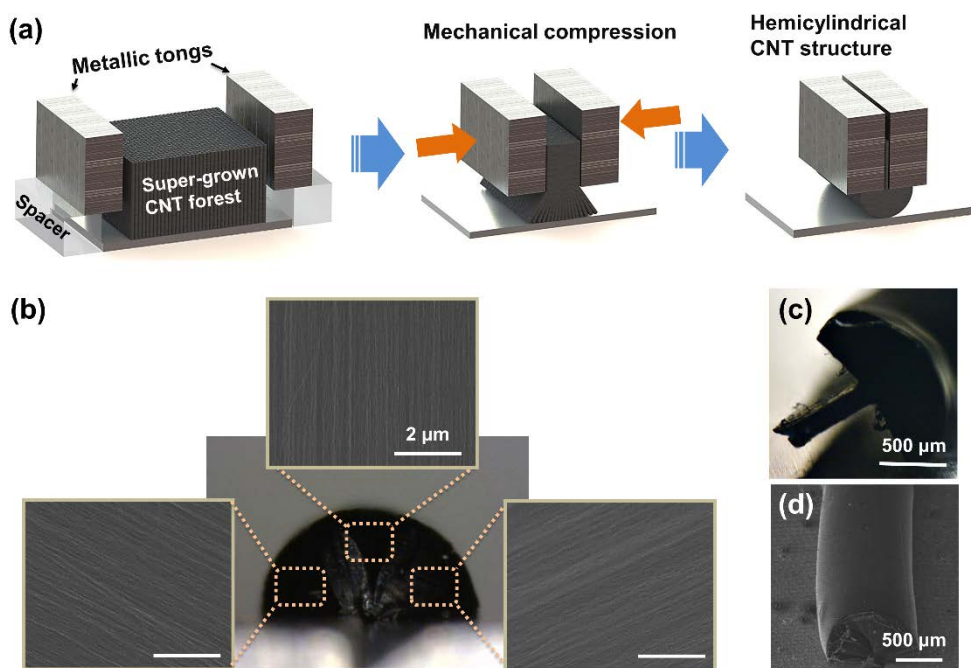 (a)
Metallic tongs
Super-grown
CNT forest
Spacer
Mechanical compression
Hemicylindrical
CNT structure
(b)
2 μm
(c)
500 μm
(d)
500 μm